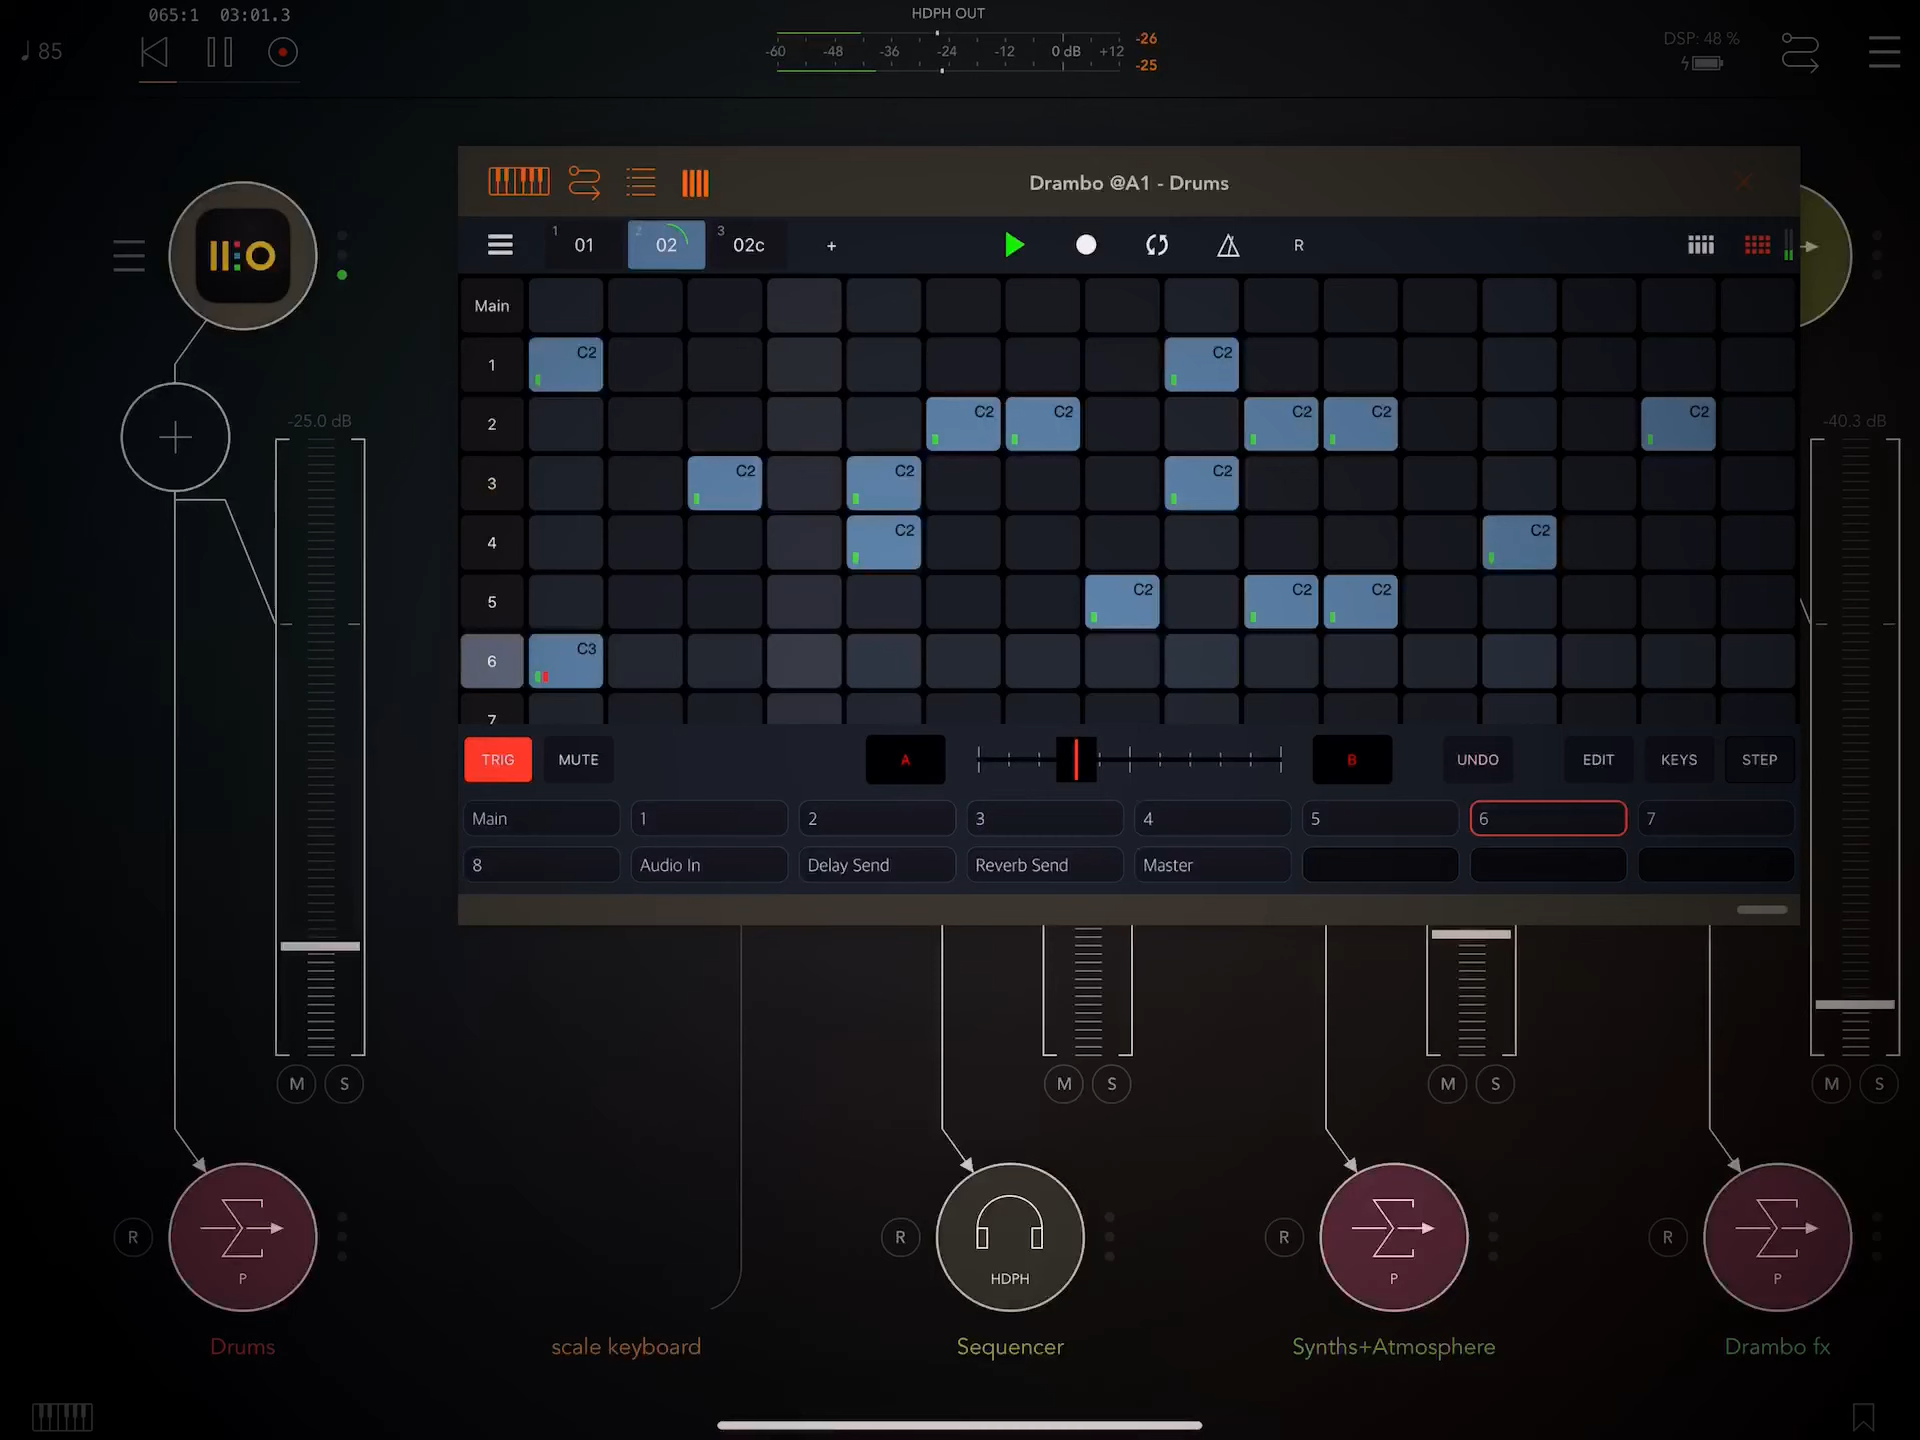 065:1 03:01.3
HDPH OUT
♩ 85
-60 -48 -36 -24 -12 0 dB +12
-26
-25
DSP: 48 %
Drambo @A1 - Drums
1 01 2 02 3 02c + R
Main
1 C2 C2
2 C2 C2 C2 C2 C2
3 C2 C2 C2
4 C2 C2
5 C2 C2 C2
6 C3
7
-25.0 dB
-40.3 dB
TRIG MUTE A B UNDO EDIT KEYS STEP
Main 1 2 3 4 5 6 7
8 Audio In Delay Send Reverb Send Master
M S M S M S M S
R P R HDPH R P R P
Drums scale keyboard Sequencer Synths+Atmosphere Drambo fx